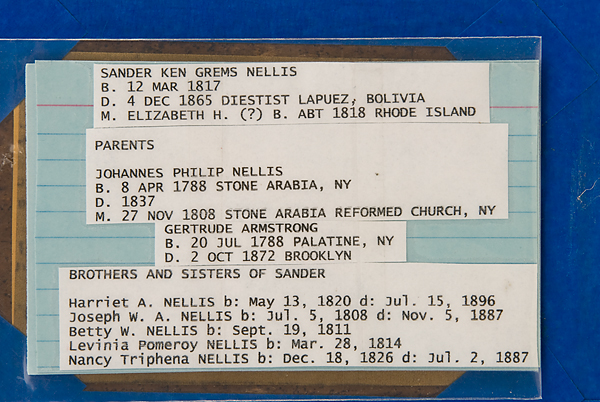 SANDER KEN GREMS NELLIS
B. 12 MAR 1817
D. 4 DEC 1865 DIESTIST LAPUEZ, BOLIVIA
M. ELIZABETH H. (?) B. ABT 1818 RHODE ISLAND
PARENTS
JOHANNES PHILIP NELLIS
B. 8 APR 1788 STONE ARABIA, NY
D. 1837
M. 27 NOV 1808 STONE ARABIA REFORMED CHURCH, NY
GERTRUDE ARMSTRONG
B. 20 JUL 1788 PALATINE, NY
D. 2 OCT 1872 BROOKLYN
BROTHERS AND SISTERS OF SANDER
Harriet A. NELLIS b: May 13, 1820 d: Jul. 15, 1896
Joseph W. A. NELLIS b: Jul. 5, 1808 d: Nov. 5, 1887
Betty W. NELLIS b: Sept. 19, 1811
Levinia Pomeroy NELLIS b: Mar. 28, 1814
Nancy Triphena NELLIS b: Dec. 18, 1826 d: Jul. 2, 1887